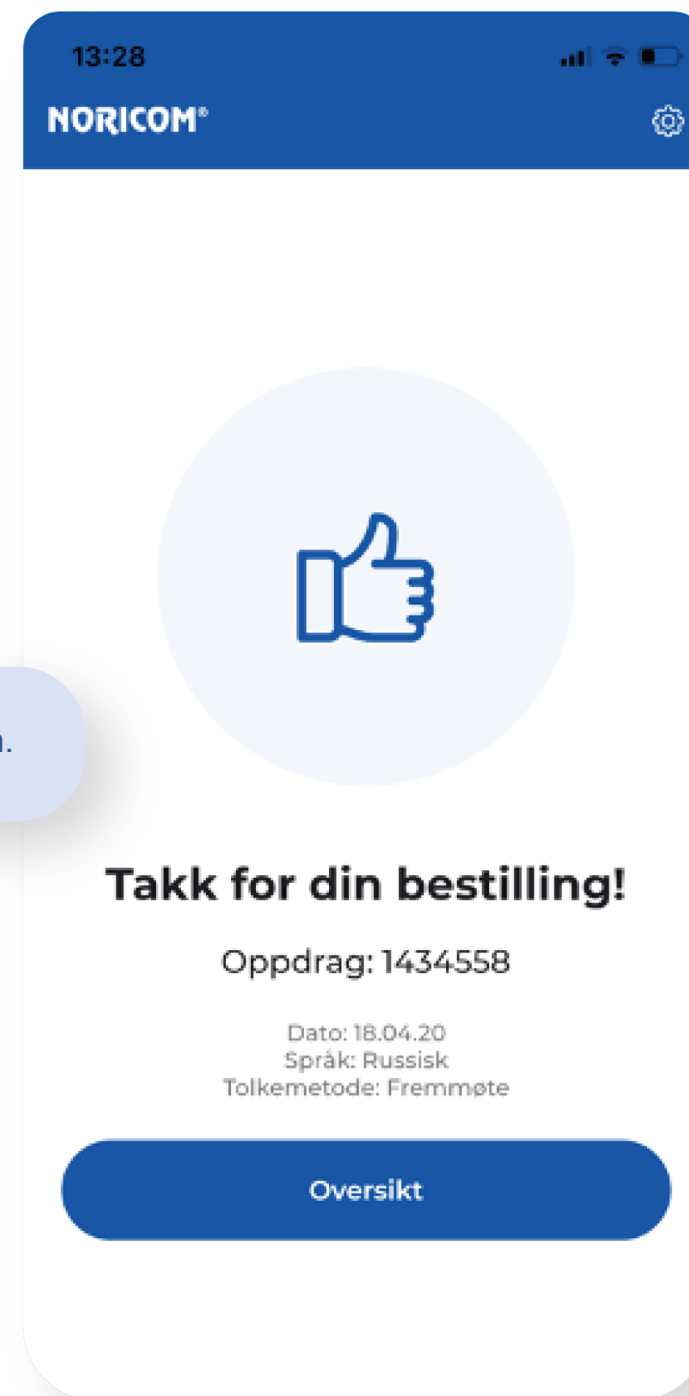 13:28
NORICOM®
Takk for din bestilling!
Oppdrag: 1434558
Dato: 18.04.20
Språk: Russisk
Tolkemetode: Fremmøte
Oversikt